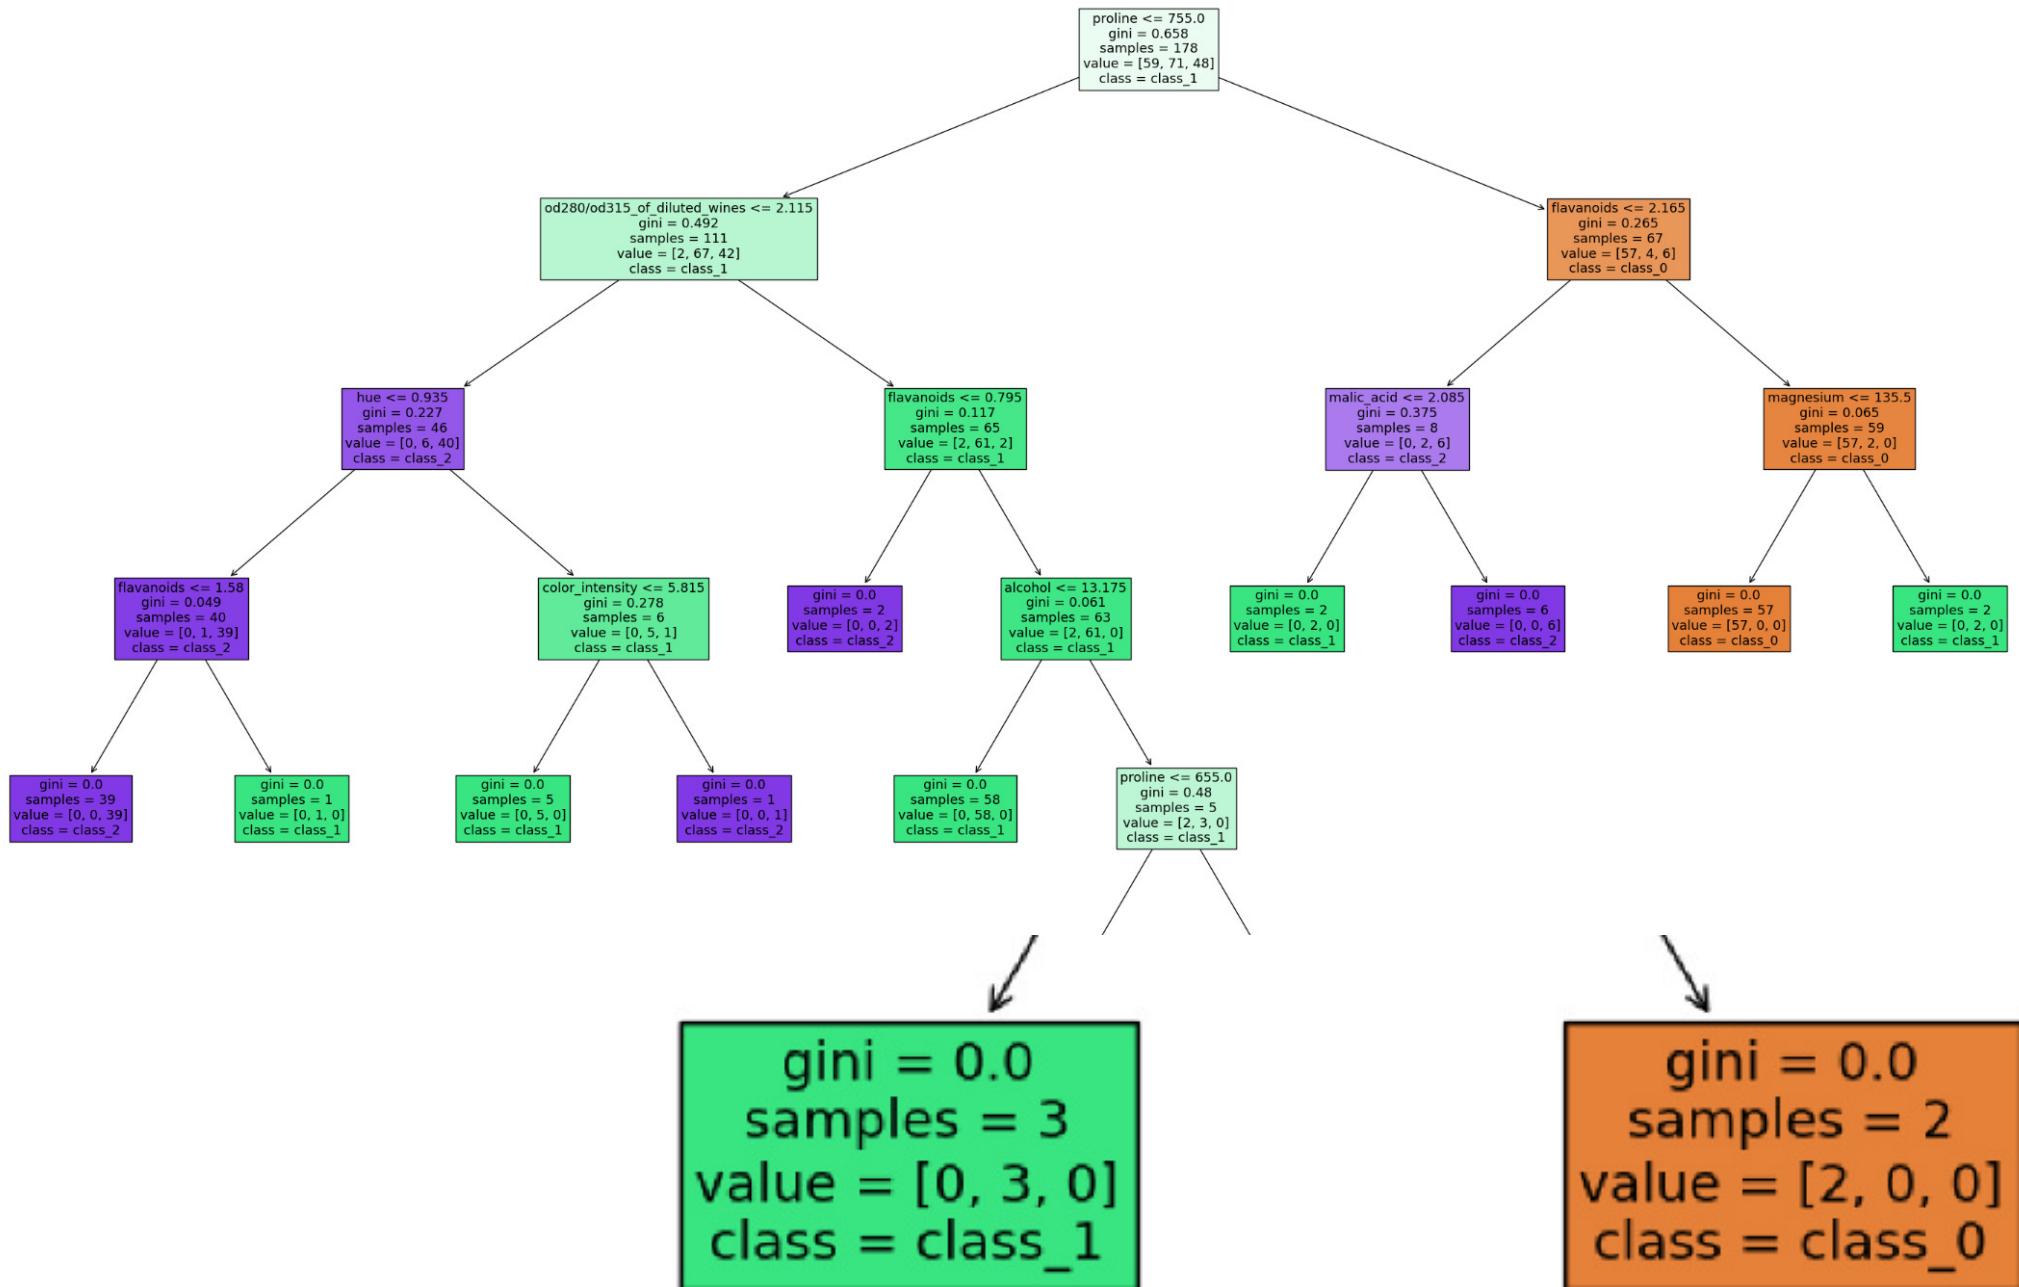 proline <= 755.0
gini = 0.658
samples = 178
value = [59, 71, 48]
class = class_1
od280/od315_of_diluted_wines <= 2.115
gini = 0.492
samples = 111
value = [2, 67, 42]
class = class_1
flavanoids <= 2.165
gini = 0.265
samples = 67
value = [57, 4, 6]
class = class_0
hue <= 0.935
gini = 0.227
samples = 46
value = [0, 6, 40]
class = class_2
flavanoids <= 0.795
gini = 0.117
samples = 65
value = [2, 61, 2]
class = class_1
malic_acid <= 2.085
gini = 0.375
samples = 8
value = [0, 2, 6]
class = class_2
magnesium <= 135.5
gini = 0.065
samples = 59
value = [57, 2, 0]
class = class_0
flavanoids <= 1.58
gini = 0.049
samples = 40
value = [0, 1, 39]
class = class_2
color_intensity <= 5.815
gini = 0.278
samples = 6
value = [0, 5, 1]
class = class_1
gini = 0.0
samples = 2
value = [0, 0, 2]
class = class_2
alcohol <= 13.175
gini = 0.061
samples = 63
value = [2, 61, 0]
class = class_1
gini = 0.0
samples = 2
value = [0, 2, 0]
class = class_1
gini = 0.0
samples = 6
value = [0, 0, 6]
class = class_2
gini = 0.0
samples = 57
value = [57, 0, 0]
class = class_0
gini = 0.0
samples = 2
value = [0, 2, 0]
class = class_1
gini = 0.0
samples = 39
value = [0, 0, 39]
class = class_2
gini = 0.0
samples = 1
value = [0, 1, 0]
class = class_1
gini = 0.0
samples = 5
value = [0, 5, 0]
class = class_1
gini = 0.0
samples = 1
value = [0, 0, 1]
class = class_2
gini = 0.0
samples = 58
value = [0, 58, 0]
class = class_1
proline <= 655.0
gini = 0.48
samples = 5
value = [2, 3, 0]
class = class_1
gini = 0.0
samples = 3
value = [0, 3, 0]
class = class_1
gini = 0.0
samples = 2
value = [2, 0, 0]
class = class_0